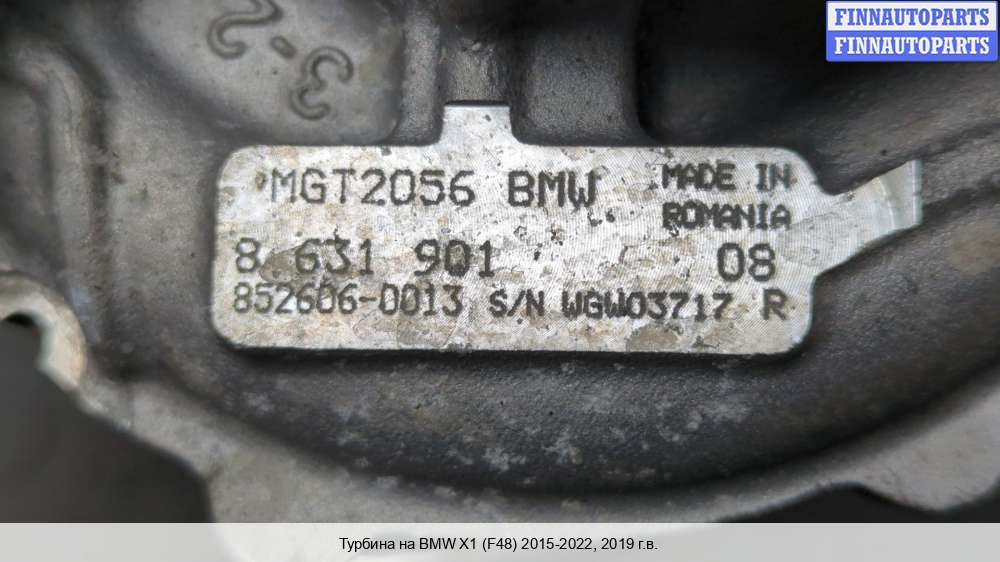 FINNAUTOPARTS
FINNAUTOPARTS
3-2
MGT2056 BMW MADE IN
ROMANIA
8 631 901 08
852606-0013 S/N WGW03717 R
Турбина на BMW X1 (F48) 2015-2022, 2019 г.в.